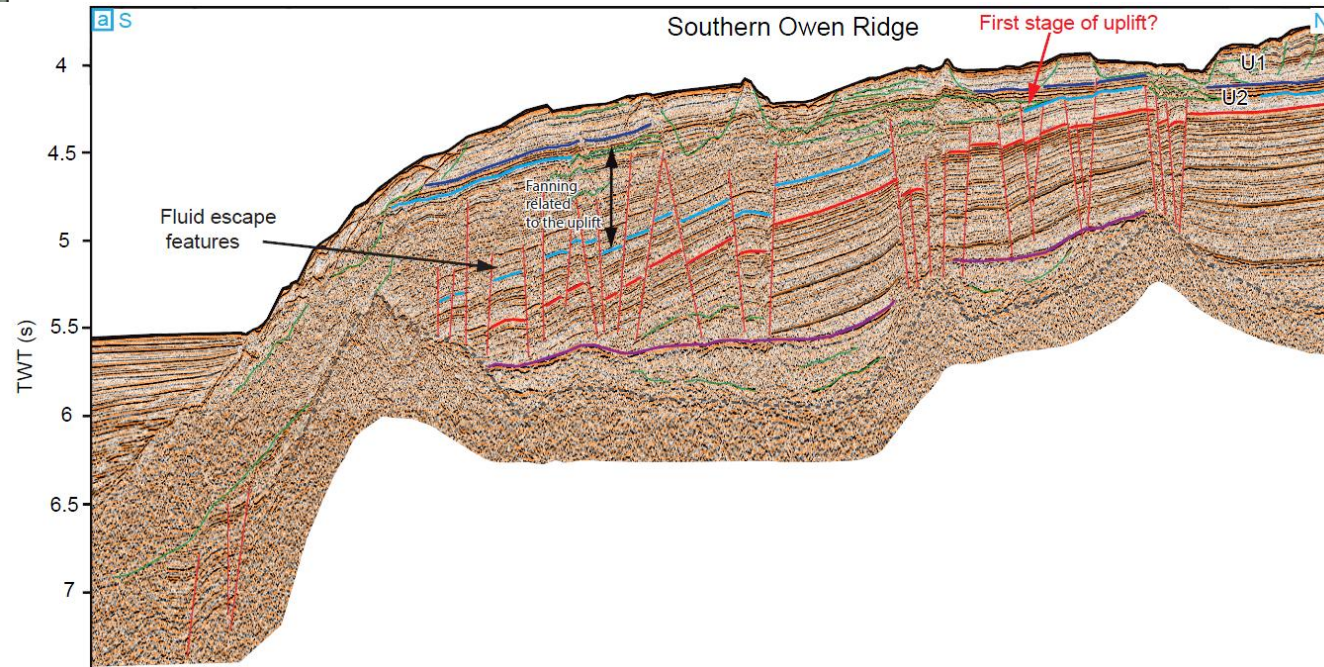 a S
Southern Owen Ridge
First stage of uplift?
N
U1
U2
4
4.5
5
5.5
6
6.5
7
TWT (s)
Fluid escape
features
Fanning
related
to the uplift